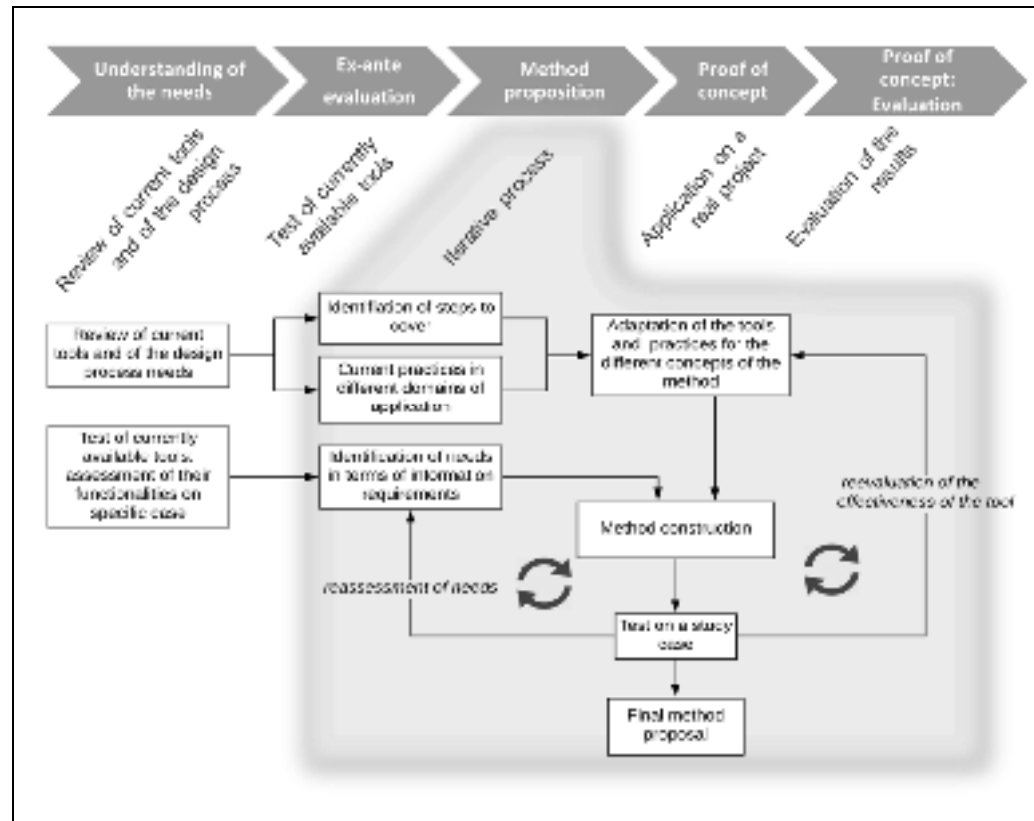 Understanding of
the needs
Ex-ante
evaluation
Method
proposition
Proof of
concept
Proof of
concept:
Evaluation
Review of current tools
and of the design
process
Test of currently
available tools
Iterative process
Application on a
real project
Evaluation of the
results
Review of current
tools and of the design
process needs
Identifiation of steps to
cover
Current practices in
different domains of
application
Adaptation of the tools
and practices for the
different concepts of the
method
Test of currently
available tools:
assessment of their
functionalities on
specific case
Identification of needs
in terms of information
requirements
reevaluation of the
effectiveness of the tool
Method construction
reassessment of needs
Test on a study
case
Final method
proposal